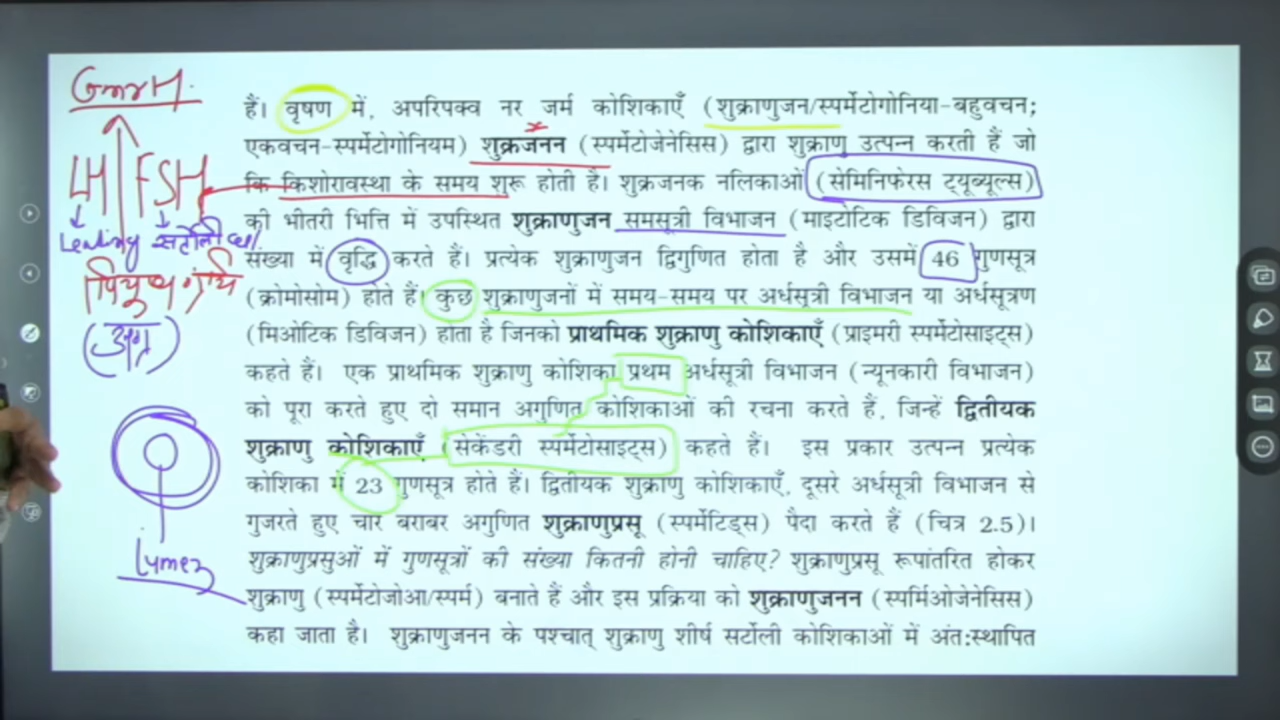 GnrH
LH FSH
Leading सर्टोली cell
पियुष ग्रंथि
(अग्र)
Lumen
हैं। वृषण में, अपरिपक्व नर जर्म कोशिकाएँ (शुक्राणुजन/स्पर्मेटोगोनिया-बहुवचन;
एकवचन-स्पर्मेटोगोनियम) शुक्रजनन (स्पर्मेटोजेनेसिस) द्वारा शुक्राणु उत्पन्न करती हैं जो
कि किशोरावस्था के समय शुरू होती है। शुक्रजनक नलिकाओं (सेमिनिफेरस ट्यूब्यूल्स)
की भीतरी भित्ति में उपस्थित शुक्राणुजन समसूत्री विभाजन (माइटोटिक डिविजन) द्वारा
संख्या में वृद्धि करते हैं। प्रत्येक शुक्राणुजन द्विगुणित होता है और उसमें 46 गुणसूत्र
(क्रोमोसोम) होते हैं। कुछ शुक्राणुजनों में समय-समय पर अर्धसूत्री विभाजन या अर्धसूत्रण
(मिओटिक डिविजन) होता है जिनको प्राथमिक शुक्राणु कोशिकाएँ (प्राइमरी स्पर्मेटोसाइट्स)
कहते हैं। एक प्राथमिक शुक्राणु कोशिका प्रथम अर्धसूत्री विभाजन (न्यूनकारी विभाजन)
को पूरा करते हुए दो समान अगुणित कोशिकाओं की रचना करते हैं, जिन्हें द्वितीयक
शुक्राणु कोशिकाएँ (सेकेंडरी स्पर्मेटोसाइट्स) कहते हैं। इस प्रकार उत्पन्न प्रत्येक
कोशिका में 23 गुणसूत्र होते हैं। द्वितीयक शुक्राणु कोशिकाएँ, दूसरे अर्धसूत्री विभाजन से
गुजरते हुए चार बराबर अगुणित शुक्राणुप्रसू (स्पर्मेटिड्स) पैदा करते हैं (चित्र 2.5)।
शुक्राणुप्रसुओं में गुणसूत्रों की संख्या कितनी होनी चाहिए? शुक्राणुप्रसू रूपांतरित होकर
शुक्राणु (स्पर्मेटोजोआ/स्पर्म) बनाते हैं और इस प्रक्रिया को शुक्राणुजनन (स्पर्मिओजेनेसिस)
कहा जाता है। शुक्राणुजनन के पश्चात् शुक्राणु शीर्ष सर्टोली कोशिकाओं में अंत:स्थापित